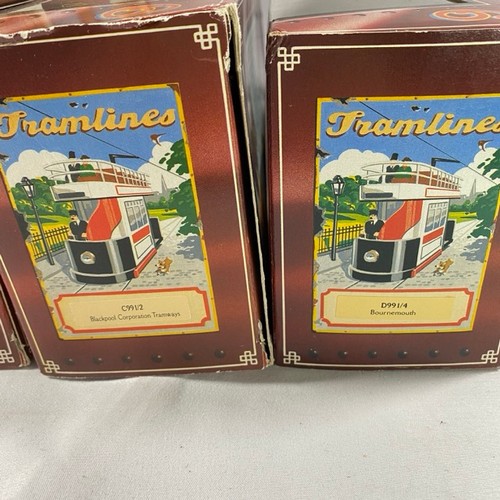 Tramlines
C991/2
Blackpool Corporation Tramways
Tramlines
D991/4
Bournemouth